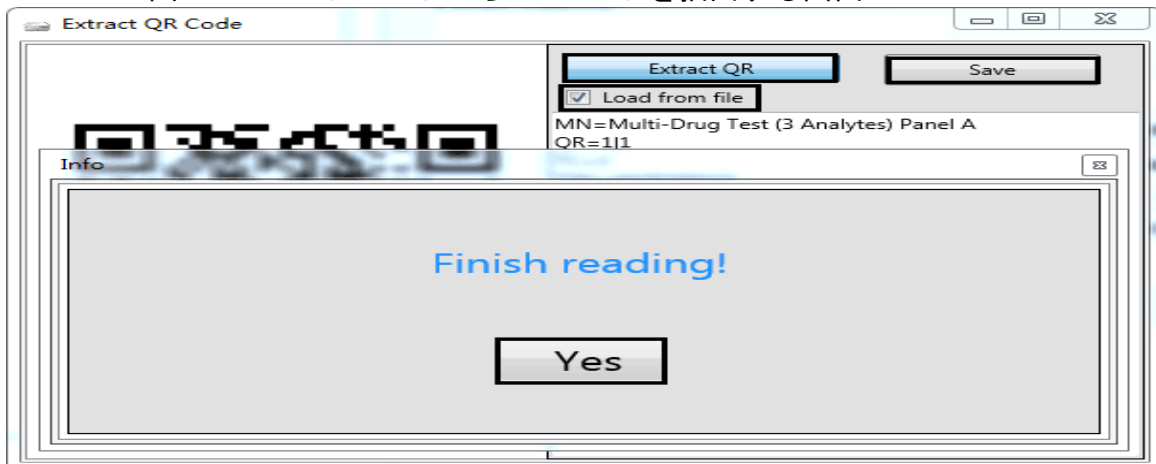 Extract QR Code
Extract QR
Save
Load from file
MN=Multi-Drug Test (3 Analytes) Panel A
QR=1|1
Info
Finish reading!
Yes